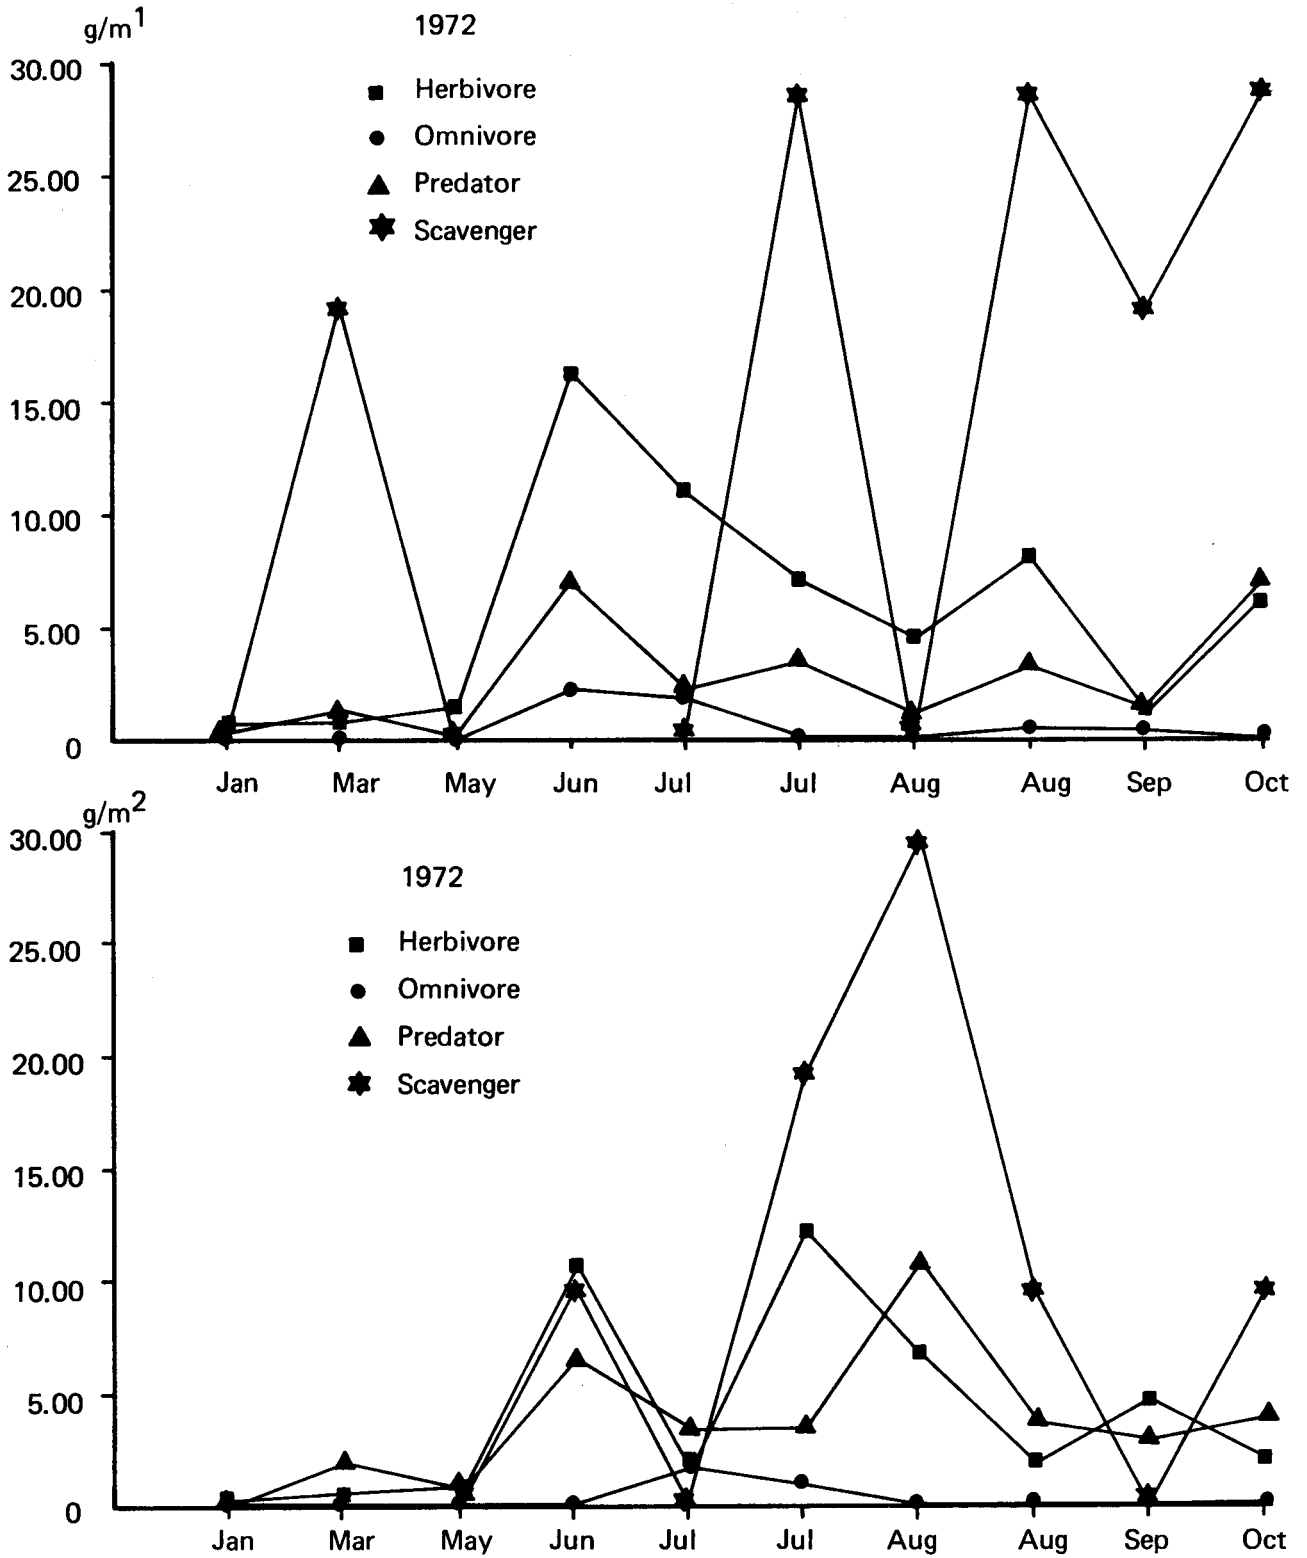 g/m¹
1972
30.00
Herbivore
Omnivore
25.00
Predator
Scavenger
20.00
15.00
10.00
5.00
0
Jan Mar May Jun Jul Jul Aug Aug Sep Oct
g/m²
30.00
1972
25.00
Herbivore
Omnivore
20.00
Predator
Scavenger
15.00
10.00
5.00
0
Jan Mar May Jun Jul Jul Aug Aug Sep Oct